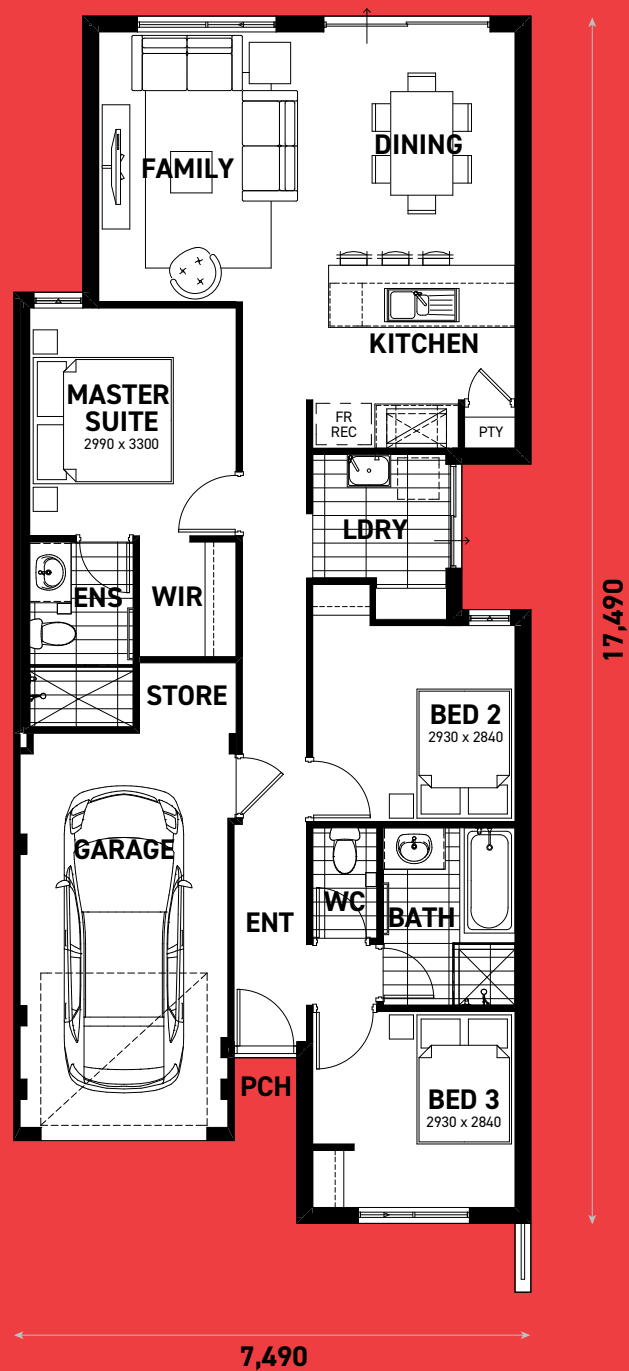 FAMILY
DINING
KITCHEN
MASTER
SUITE
2990 x 3300
FR
REC
PTY
LDRY
ENS
WIR
17,490
STORE
BED 2
2930 x 2840
GARAGE
WC
BATH
ENT
PCH
BED 3
2930 x 2840
7,490